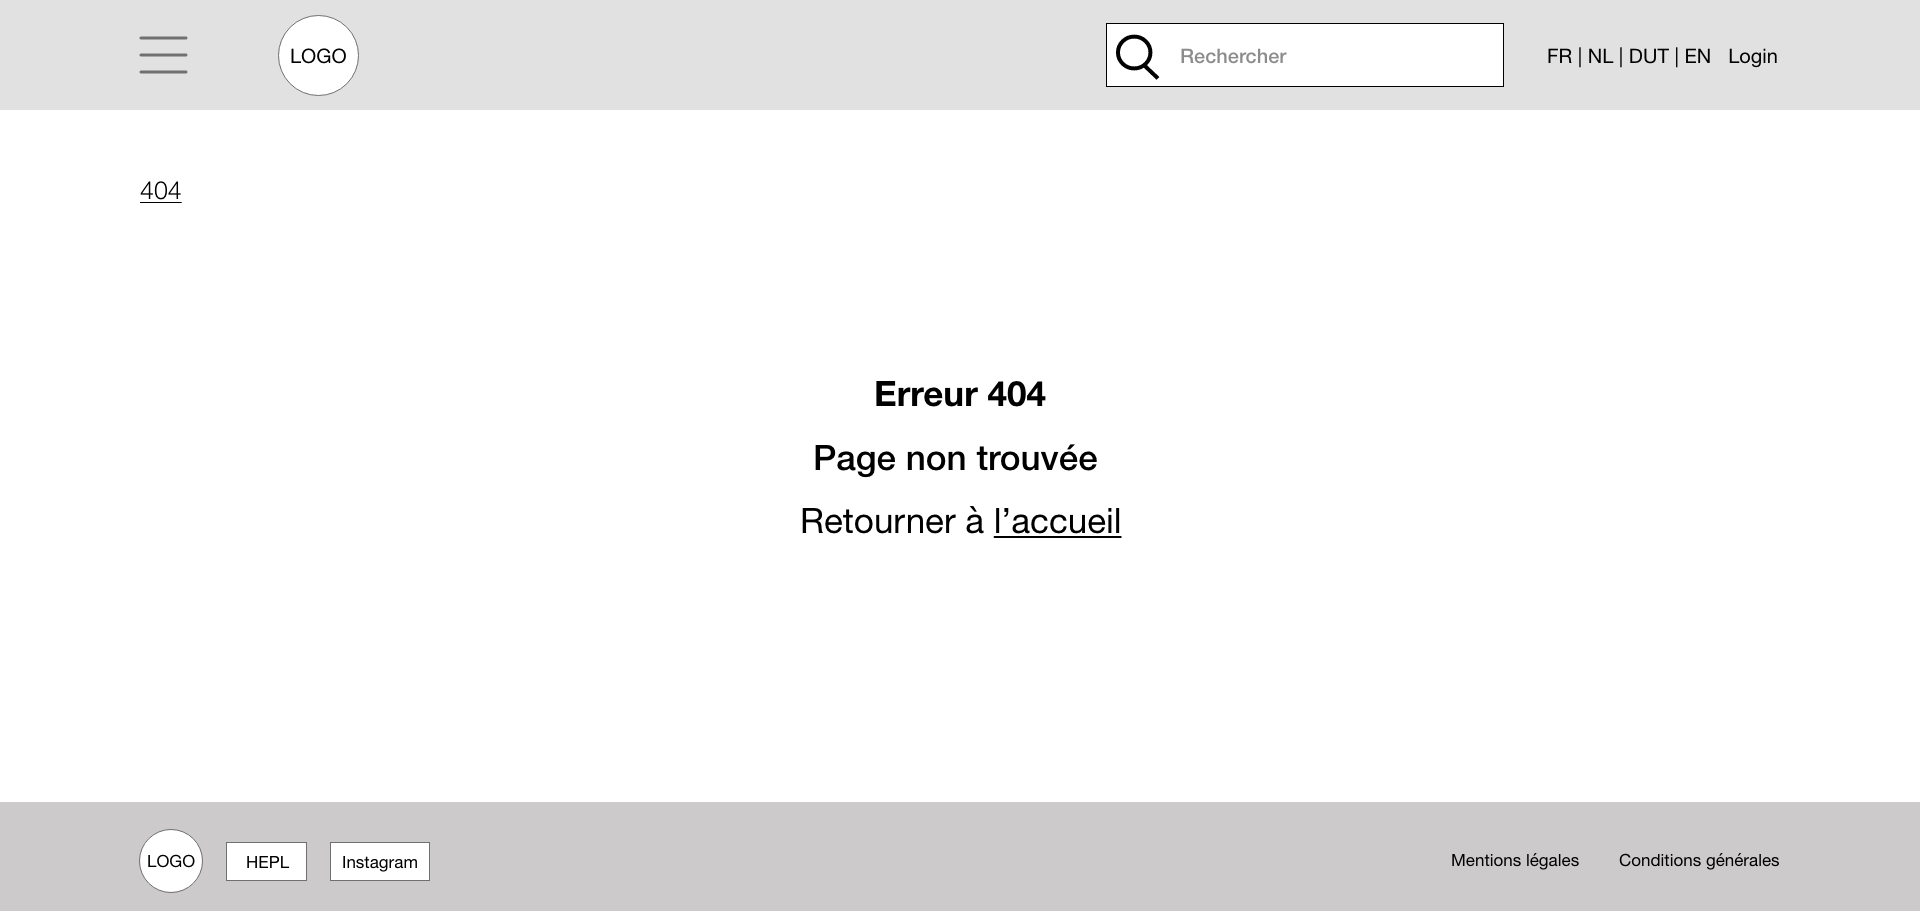 LOGO
Rechercher
FR | NL | DUT | EN Login
404
Erreur 404
Page non trouvée
Retourner à l’accueil
LOGO
HEPL
Instagram
Mentions légales
Conditions générales